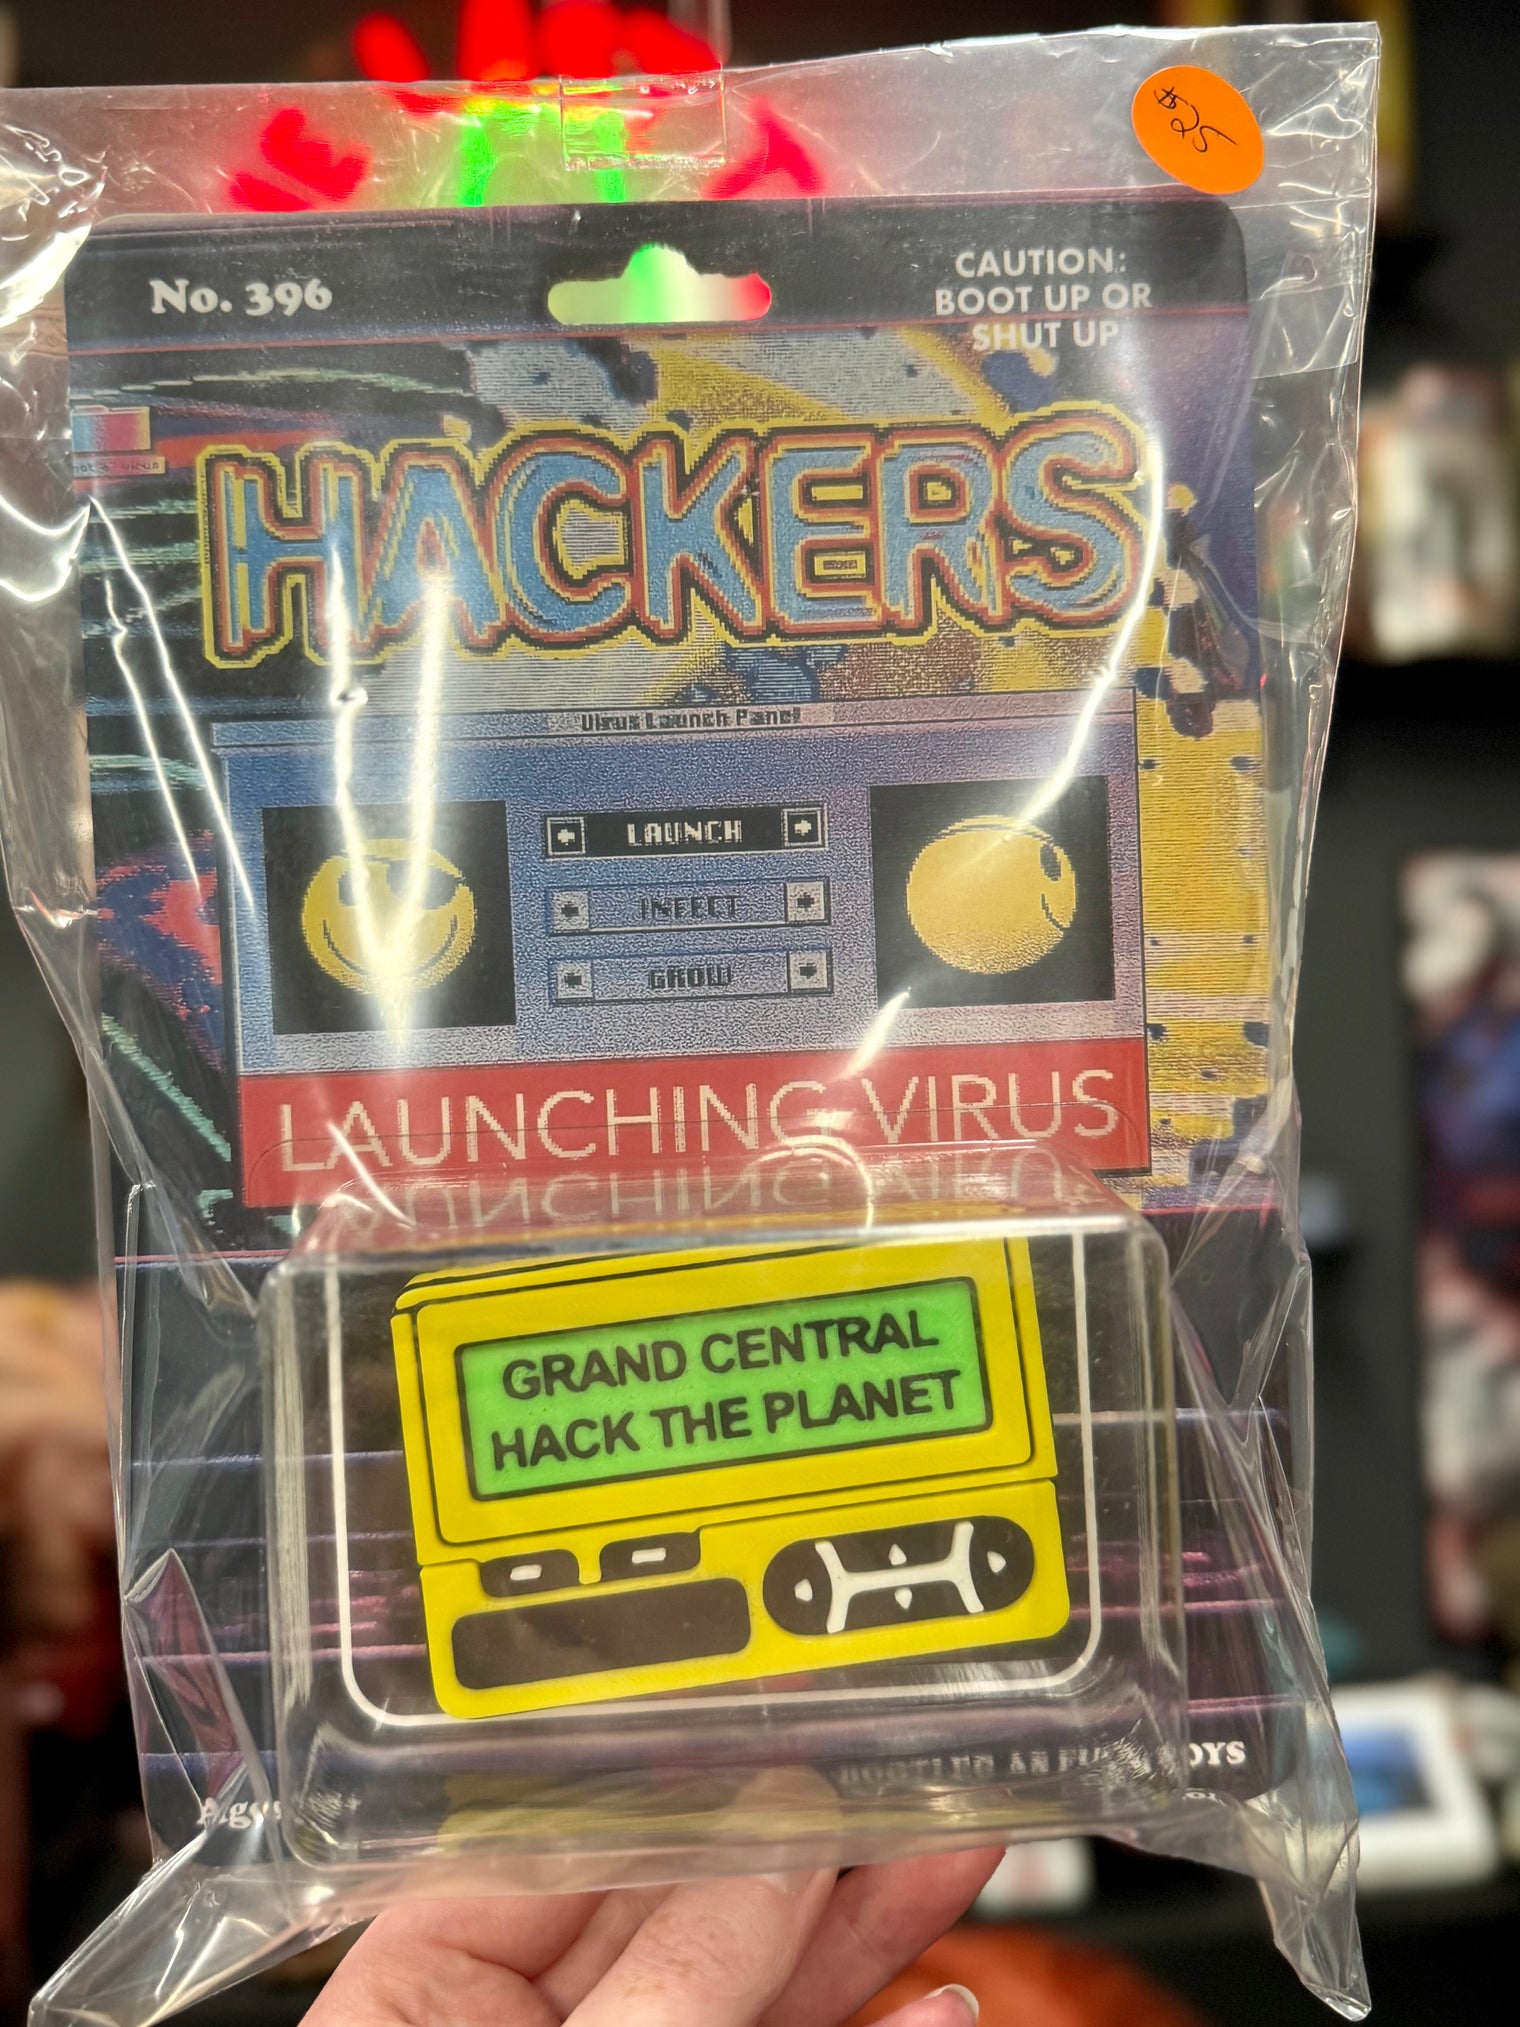 $25
No. 396
CAUTION:
BOOT UP OR
SHUT UP
HACKERS
Virus Launch Panel
LAUNCH
INFECT
GROW
LAUNCHING VIRUS
GRAND CENTRAL
HACK THE PLANET